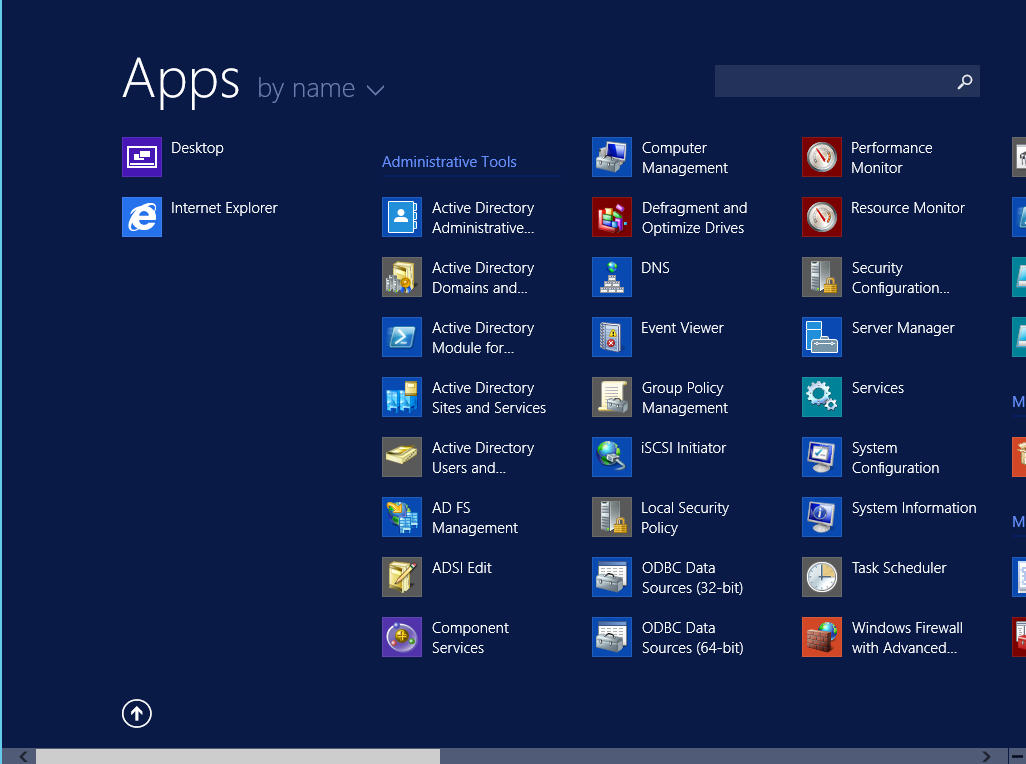 Apps by name
Desktop
Internet Explorer
Administrative Tools
Active Directory
Administrative...
Active Directory
Domains and...
Active Directory
Module for...
Active Directory
Sites and Services
Active Directory
Users and...
AD FS
Management
ADSI Edit
Component
Services
Computer
Management
Defragment and
Optimize Drives
DNS
Event Viewer
Group Policy
Management
iSCSI Initiator
Local Security
Policy
ODBC Data
Sources (32-bit)
ODBC Data
Sources (64-bit)
Performance
Monitor
Resource Monitor
Security
Configuration...
Server Manager
Services
System
Configuration
System Information
Task Scheduler
Windows Firewall
with Advanced...
M
M